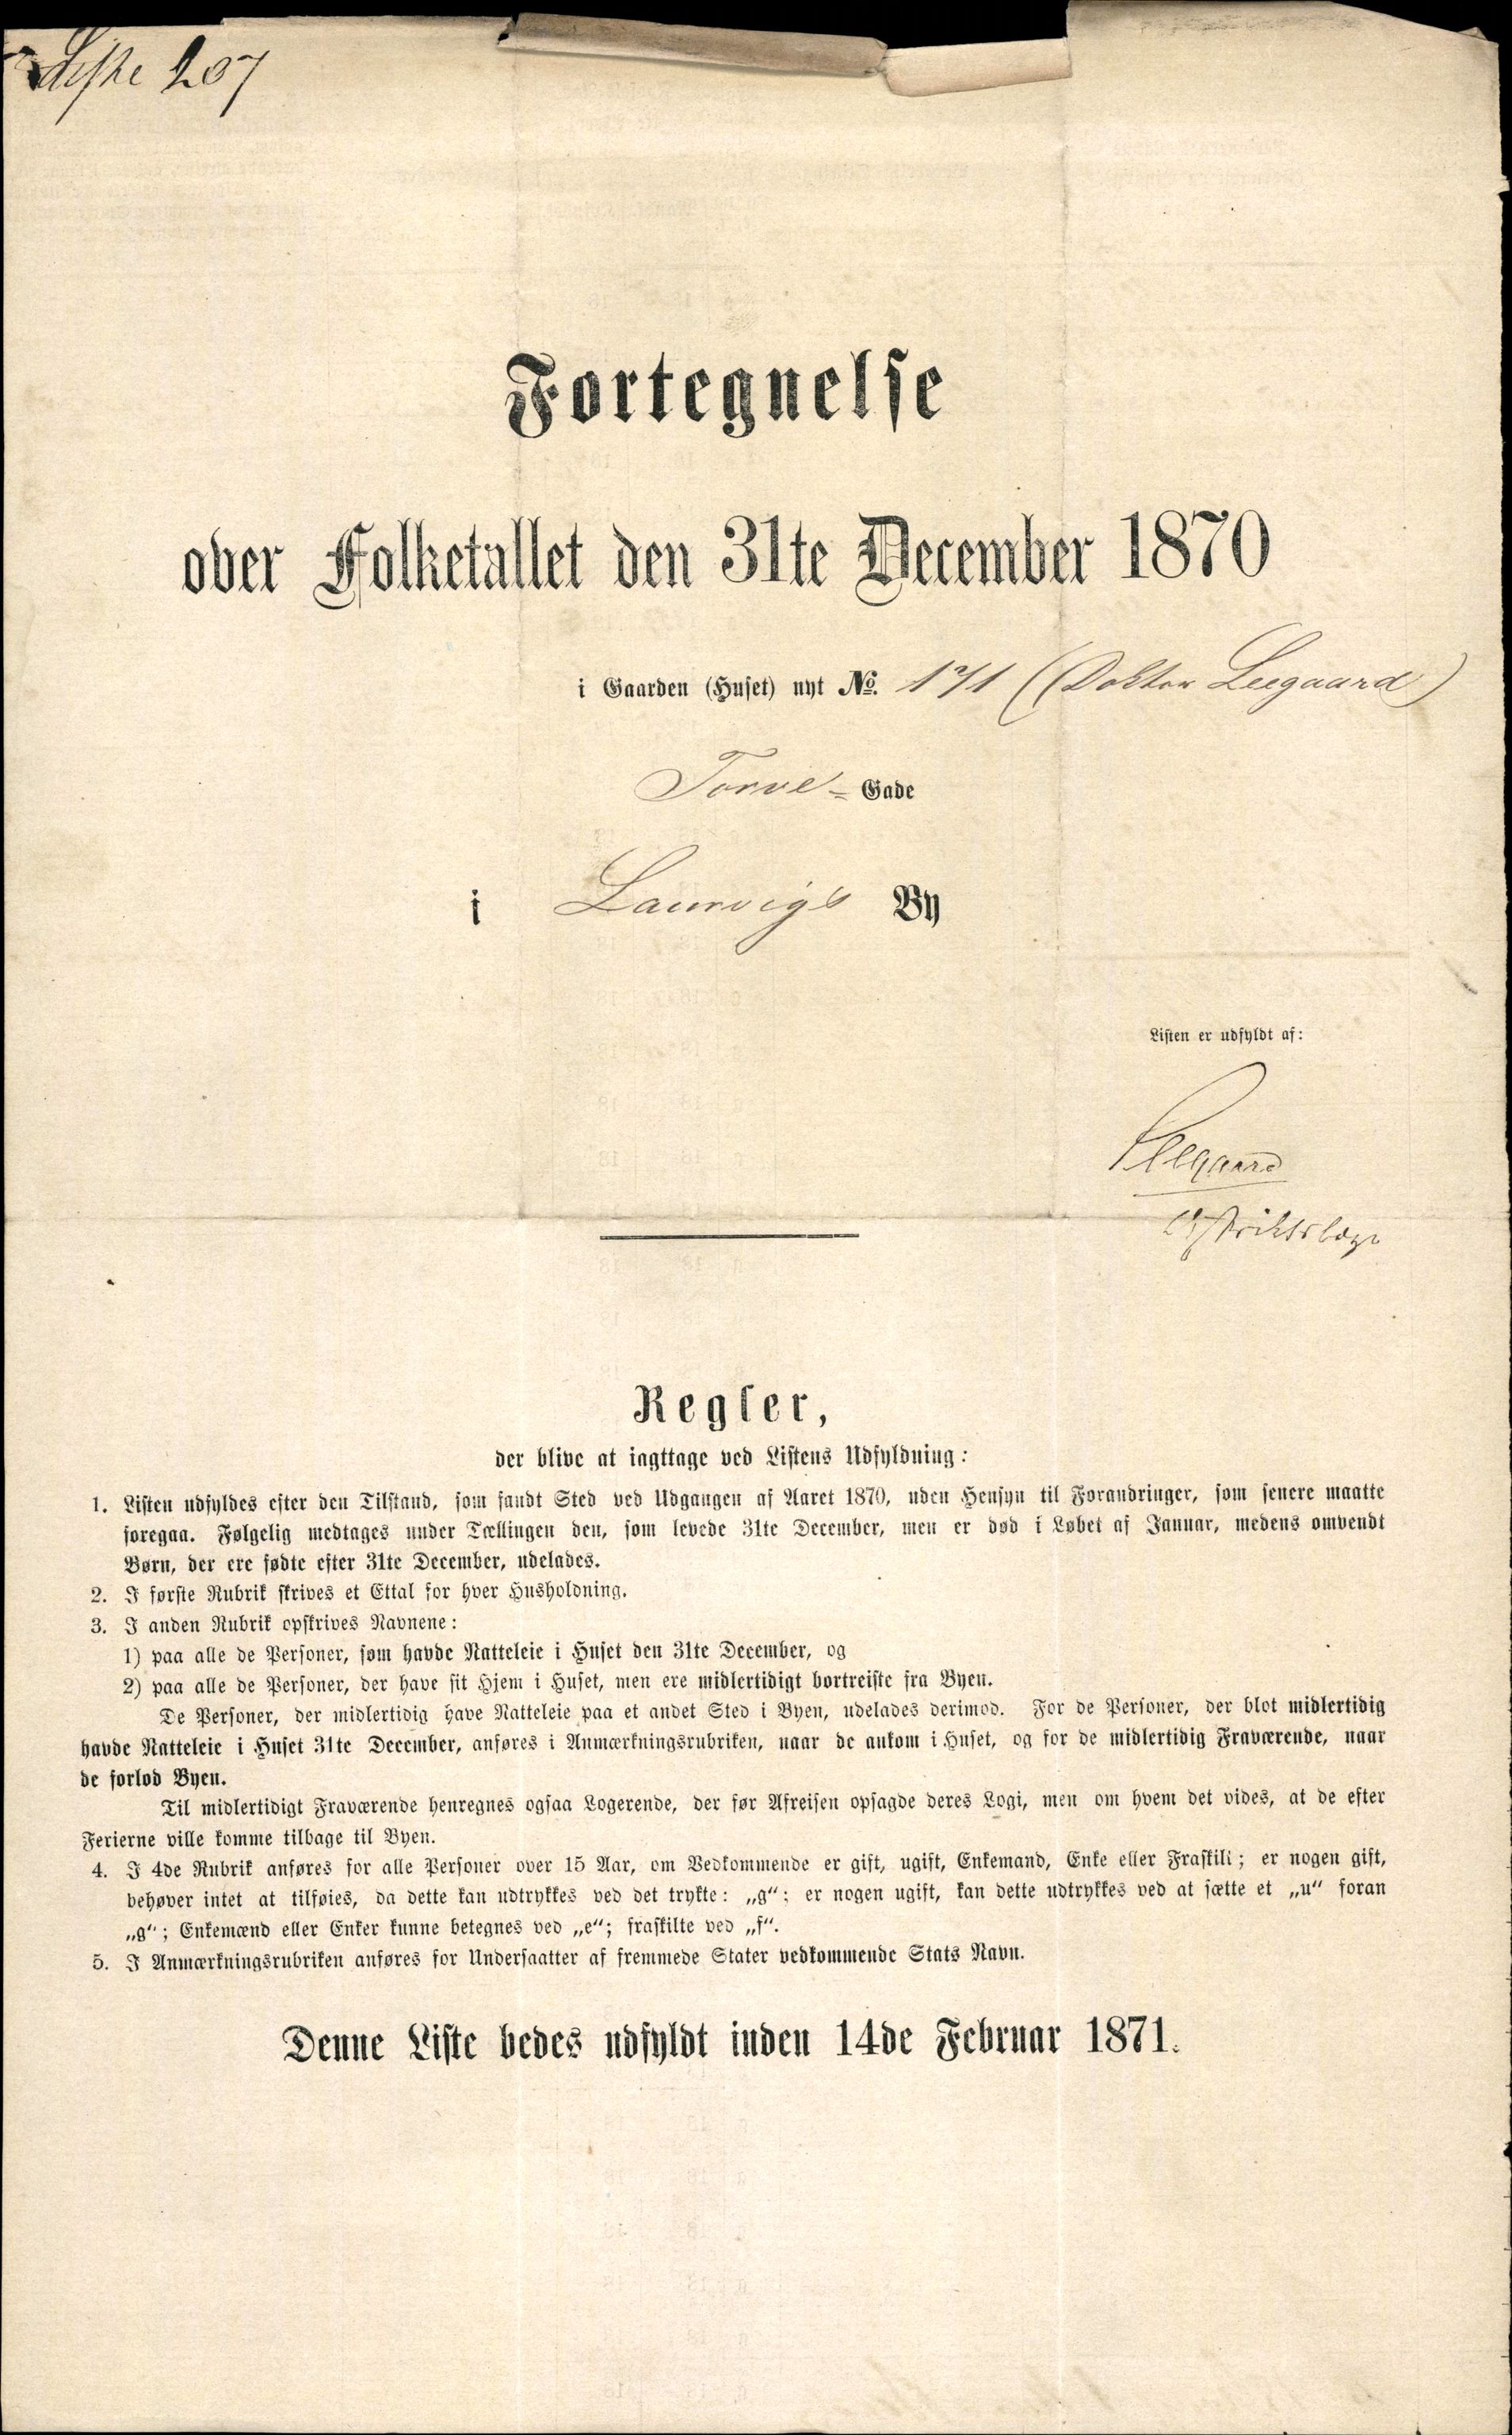 Liste 207
Fortegnelse
over Folketallet den 31te December 1870
i Gaarden (Huset) nyt No. 171 (Doktor Leegaard)
Torve- Gade
i Laurvigs By
Listen er udfyldt af:
Leegaard
Distriktslæge
Regler,
der blive at iagttage ved Listens Udfyldning:
1. Listen udfyldes efter den Tilstand, som fandt Sted ved Udgangen af Aaret 1870, uden Hensyn til Forandringer, som senere maatte
foregaa. Følgelig medtages under Tællingen den, som levede 31te December, men er død i Løbet af Januar, medens omvendt
Børn, der ere fødte efter 31te December, udelades.
2. I første Rubrik skrives et Ettal for hver Husholdning.
3. I anden Rubrik opskrives Navnene:
1) paa alle de Personer, som havde Natteleie i Huset den 31te December, og
2) paa alle de Personer, der have sit Hjem i Huset, men ere midlertidigt bortreiste fra Byen.
De Personer, der midlertidig have Natteleie paa et andet Sted i Byen, udelades derimod. For de Personer, der blot midlertidig
havde Natteleie i Huset 31te December, anføres i Anmærkningsrubriken, naar de ankom i Huset, og for de midlertidig Fraværende, naar
de forlod Byen.
Til midlertidigt Fraværende henregnes ogsaa Logerende, der før Afreisen opsagde deres Logi, men om hvem det vides, at de efter
Ferierne ville komme tilbage til Byen.
4. I 4de Rubrik anføres for alle Personer over 15 Aar, om Vedkommende er gift, ugift, Enkemand, Enke eller Fraskilt; er nogen gift,
behøver intet at tilføies, da dette kan udtrykkes ved det trykte: „g“; er nogen ugift, kan dette udtrykkes ved at sætte et „u“ foran
„g“; Enkemænd eller Enker kunne betegnes ved „e“; fraskilte ved „f“.
5. I Anmærkningsrubriken anføres for Undersaatter af fremmede Stater vedkommende Stats Navn.
Denne Liste bedes udfyldt inden 14de Februar 1871.